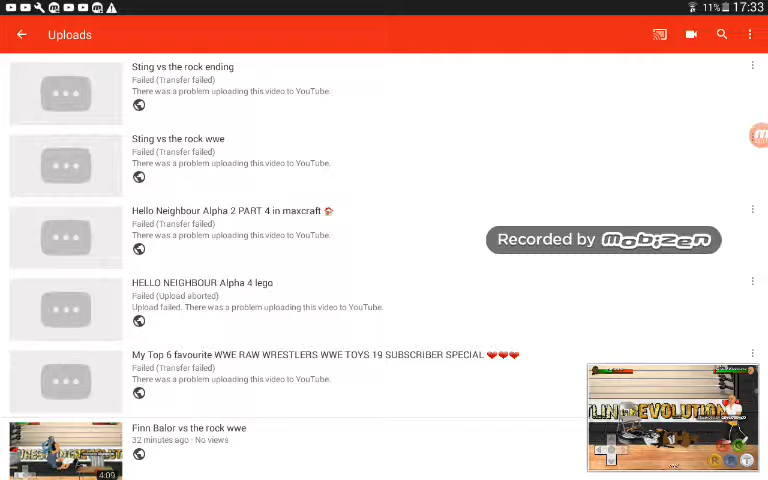 11% 17:33
Uploads
Sting vs the rock ending
Failed (Transfer failed)
There was a problem uploading this video to YouTube.
Sting vs the rock wwe
Failed (Transfer failed)
There was a problem uploading this video to YouTube.
Hello Neighbour Alpha 2 PART 4 in maxcraft 🏠
Failed (Transfer failed)
There was a problem uploading this video to YouTube.
Recorded by mobizen
HELLO NEIGHBOUR Alpha 4 lego
Failed (Upload aborted)
Upload failed. There was a problem uploading this video to YouTube.
My Top 6 favourite WWE RAW WRESTLERS WWE TOYS 19 SUBSCRIBER SPECIAL ❤❤❤
Failed (Transfer failed)
There was a problem uploading this video to YouTube.
TLING REVOLUTION
Finn Balor vs the rock wwe
32 minutes ago · No views
4:09